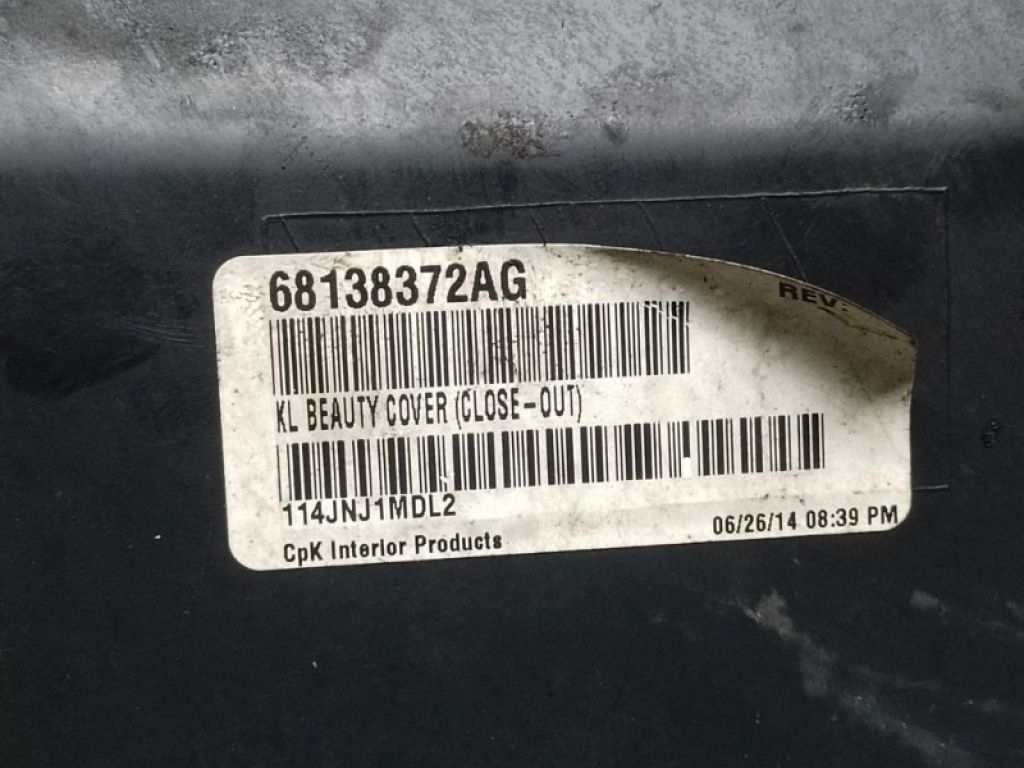 68138372AG
REV:
KL BEAUTY COVER (CLOSE-OUT)
114JNJ1MDL2
CpK Interior Products
06/26/14 08:39 PM